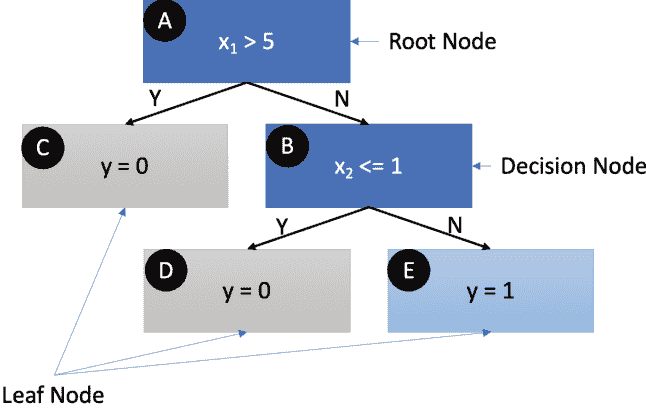 A
x₁ > 5
Root Node
Y
N
C
y = 0
B
x₂ <= 1
Decision Node
Y
N
D
y = 0
E
y = 1
Leaf Node